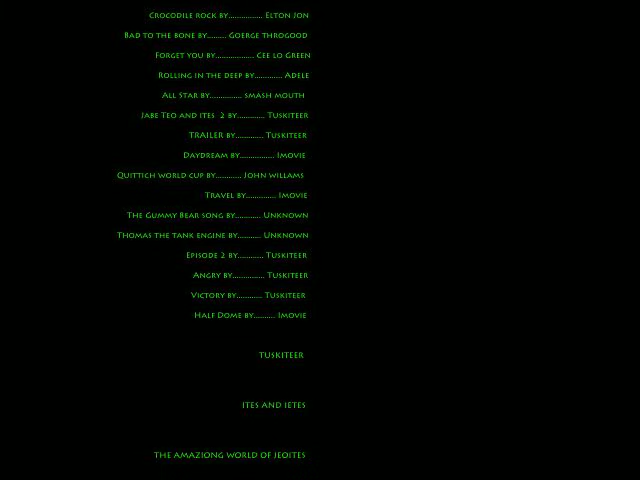 Crocodile rock by................ Elton Jon
Bad to the bone by......... Goerge throgood
Forget you by.................. Cee lo Green
Rolling in the deep by............. Adele
All Star by............... smash mouth
Jabe Teo and ites 2 by............. Tuskiteer
TRAILER by............. Tuskiteer
Daydream by................ Imovie
Quittich world cup by............ John willams
Travel by.............. Imovie
The Gummy Bear song by............ Unknown
Thomas the tank engine by........... Unknown
Episode 2 by............ Tuskiteer
Angry by............... Tuskiteer
Victory by............ Tuskiteer
Half Dome by.......... Imovie
Tuskiteer
ites and ietes
the amaziong world of jeoites